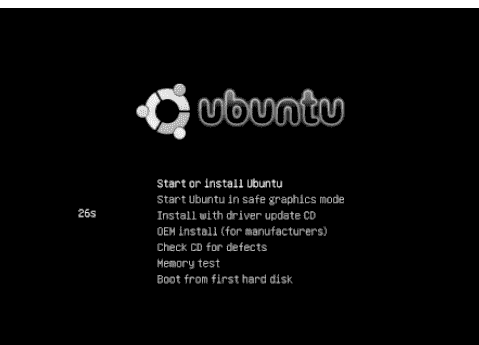 ubuntu
Start or install Ubuntu
Start Ubuntu in safe graphics mode
26s
Install with driver update CD
OEM install (for manufacturers)
Check CD for defects
Memory test
Boot from first hard disk